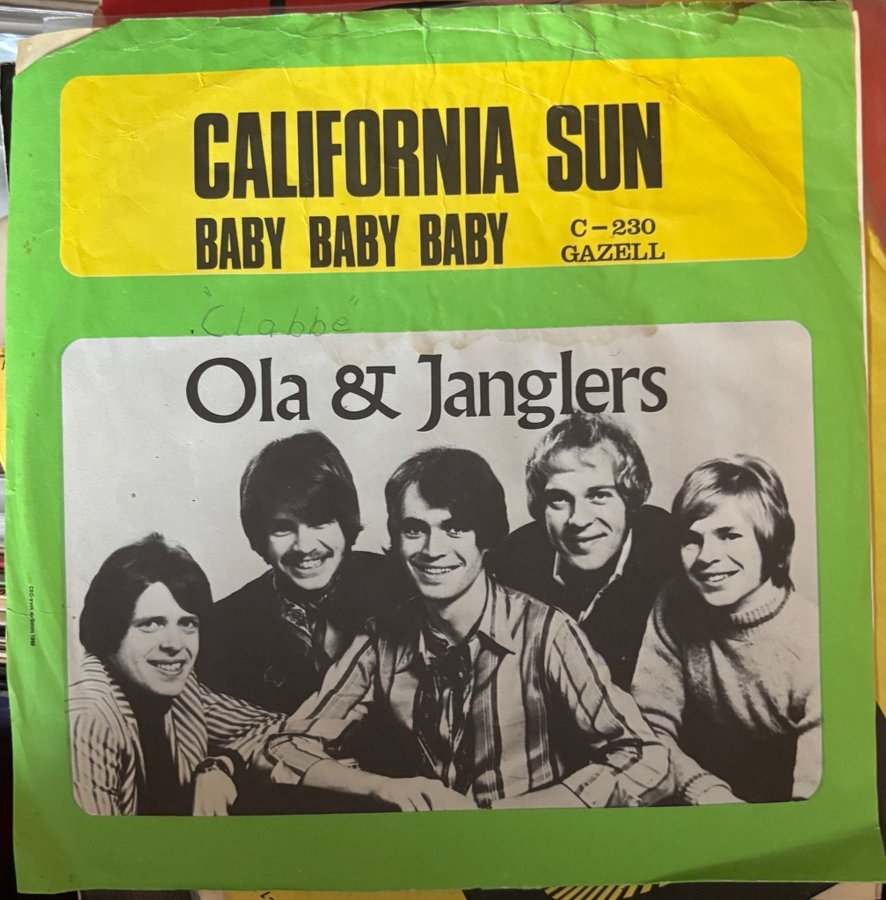 CALIFORNIA SUN
BABY BABY BABY
C-230
GAZELL
"Clabbe"
Ola & Janglers